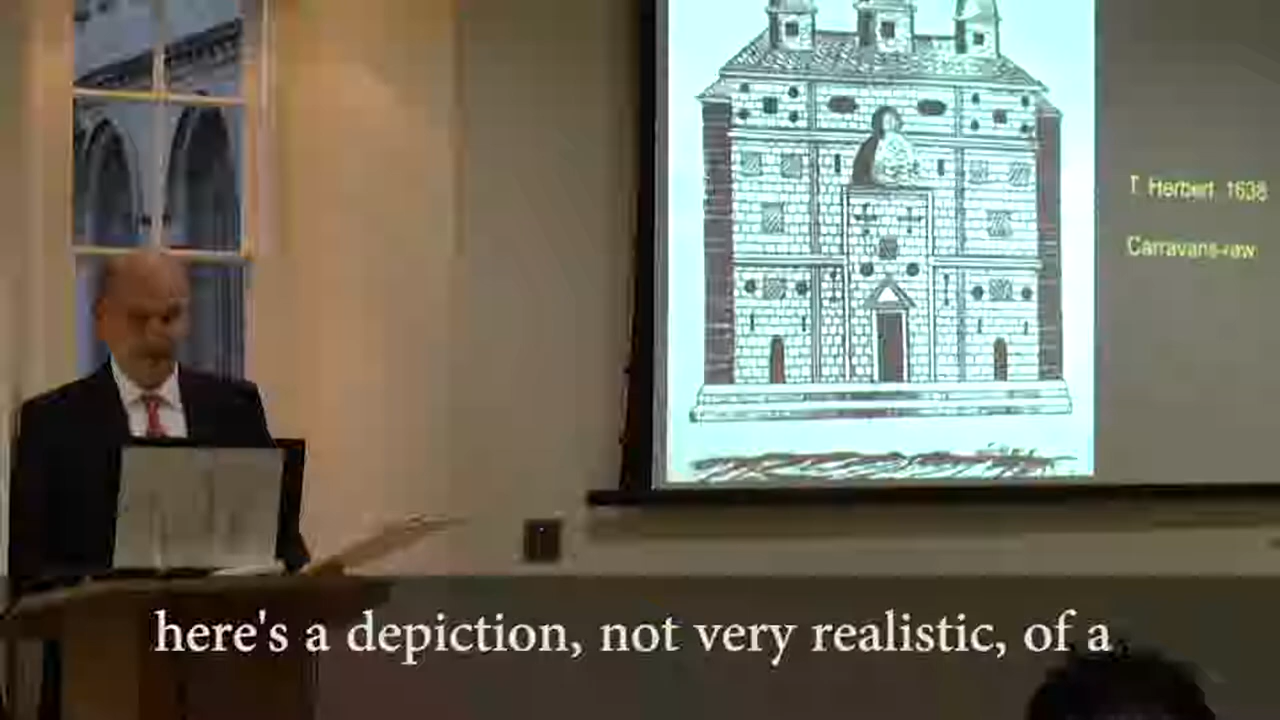 T. Herbert 1638
Carravans-raw
here's a depiction, not very realistic, of a